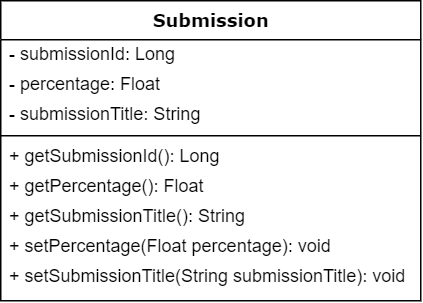 Submission
- submissionId: Long
- percentage: Float
- submissionTitle: String
+ getSubmissionId(): Long
+ getPercentage(): Float
+ getSubmissionTitle(): String
+ setPercentage(Float percentage): void
+ setSubmissionTitle(String submissionTitle): void